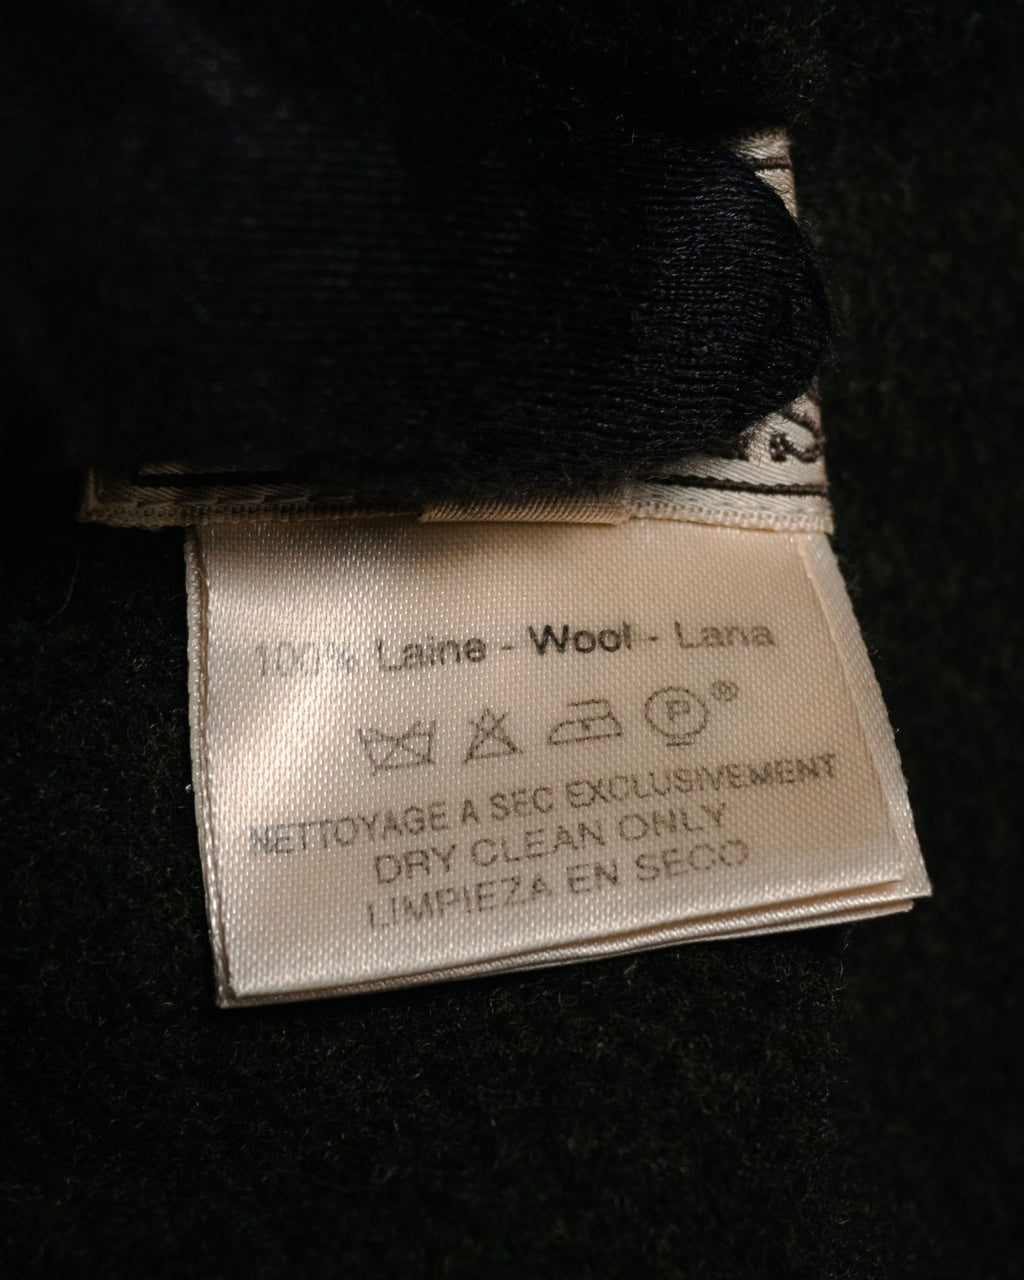 100% Laine - Wool - Lana
P ®
NETTOYAGE A SEC EXCLUSIVEMENT
DRY CLEAN ONLY
LIMPIEZA EN SECO